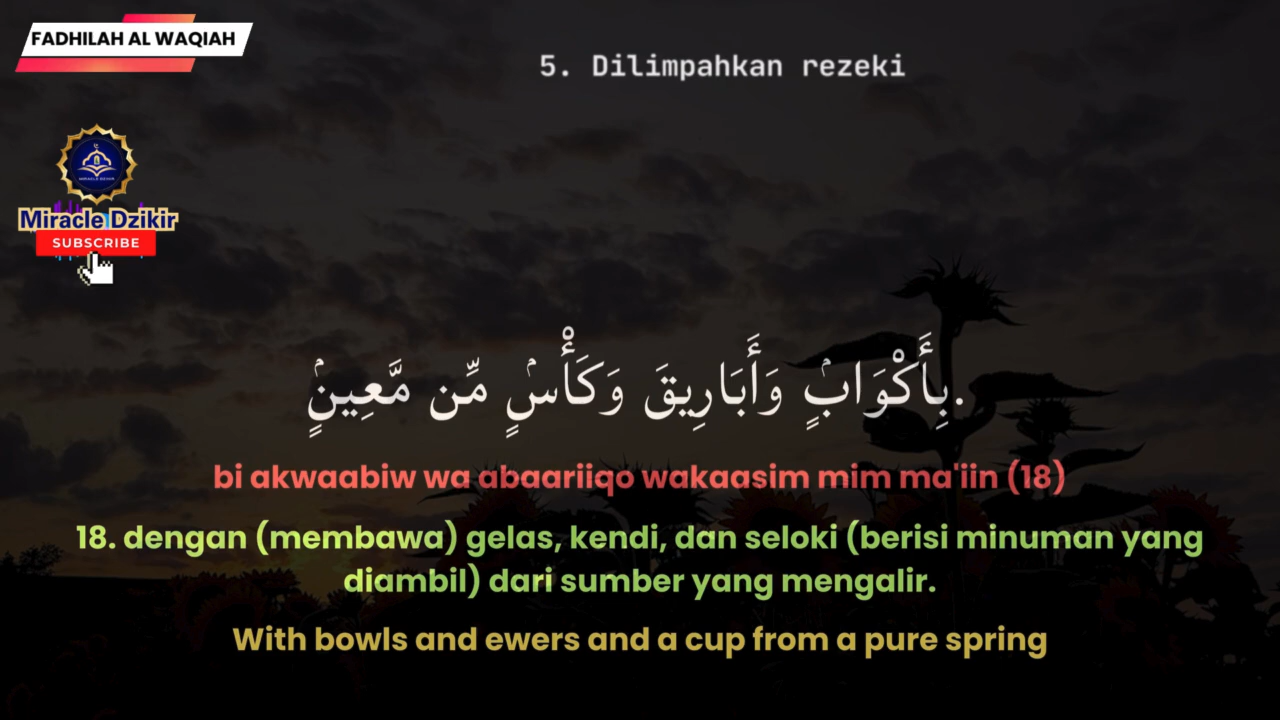 FADHILAH AL WAQIAH
5. Dilimpahkan rezeki
MIRACLE DZIKIR
Miracle Dzikir
SUBSCRIBE
بِأَكْوَابٍۢ وَأَبَارِيقَ وَكَأْسٍۢ مِّن مَّعِينٍۢ.
bi akwaabiw wa abaariiqo wakaasim mim ma'iin (18)
18. dengan (membawa) gelas, kendi, dan seloki (berisi minuman yang
diambil) dari sumber yang mengalir.
With bowls and ewers and a cup from a pure spring